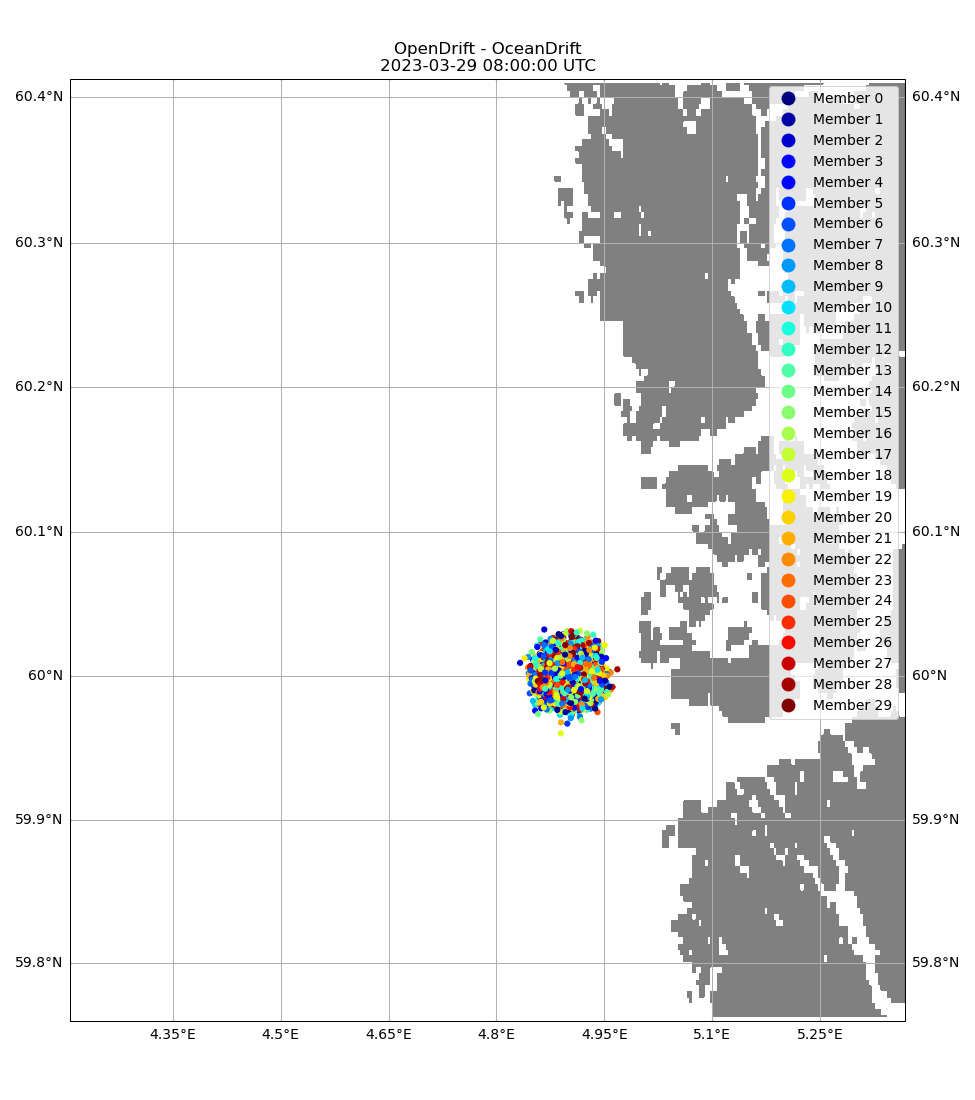 OpenDrift - OceanDrift
2023-03-29 08:00:00 UTC
60.4°N
60.3°N
60.2°N
60.1°N
60°N
59.9°N
59.8°N
Member 0
Member 1
Member 2
Member 3
Member 4
Member 5
Member 6
Member 7
Member 8
Member 9
Member 10
Member 11
Member 12
Member 13
Member 14
Member 15
Member 16
Member 17
Member 18
Member 19
Member 20
Member 21
Member 22
Member 23
Member 24
Member 25
Member 26
Member 27
Member 28
Member 29
60.4°N
60.3°N
60.2°N
60.1°N
60°N
59.9°N
59.8°N
4.35°E 4.5°E 4.65°E 4.8°E 4.95°E 5.1°E 5.25°E